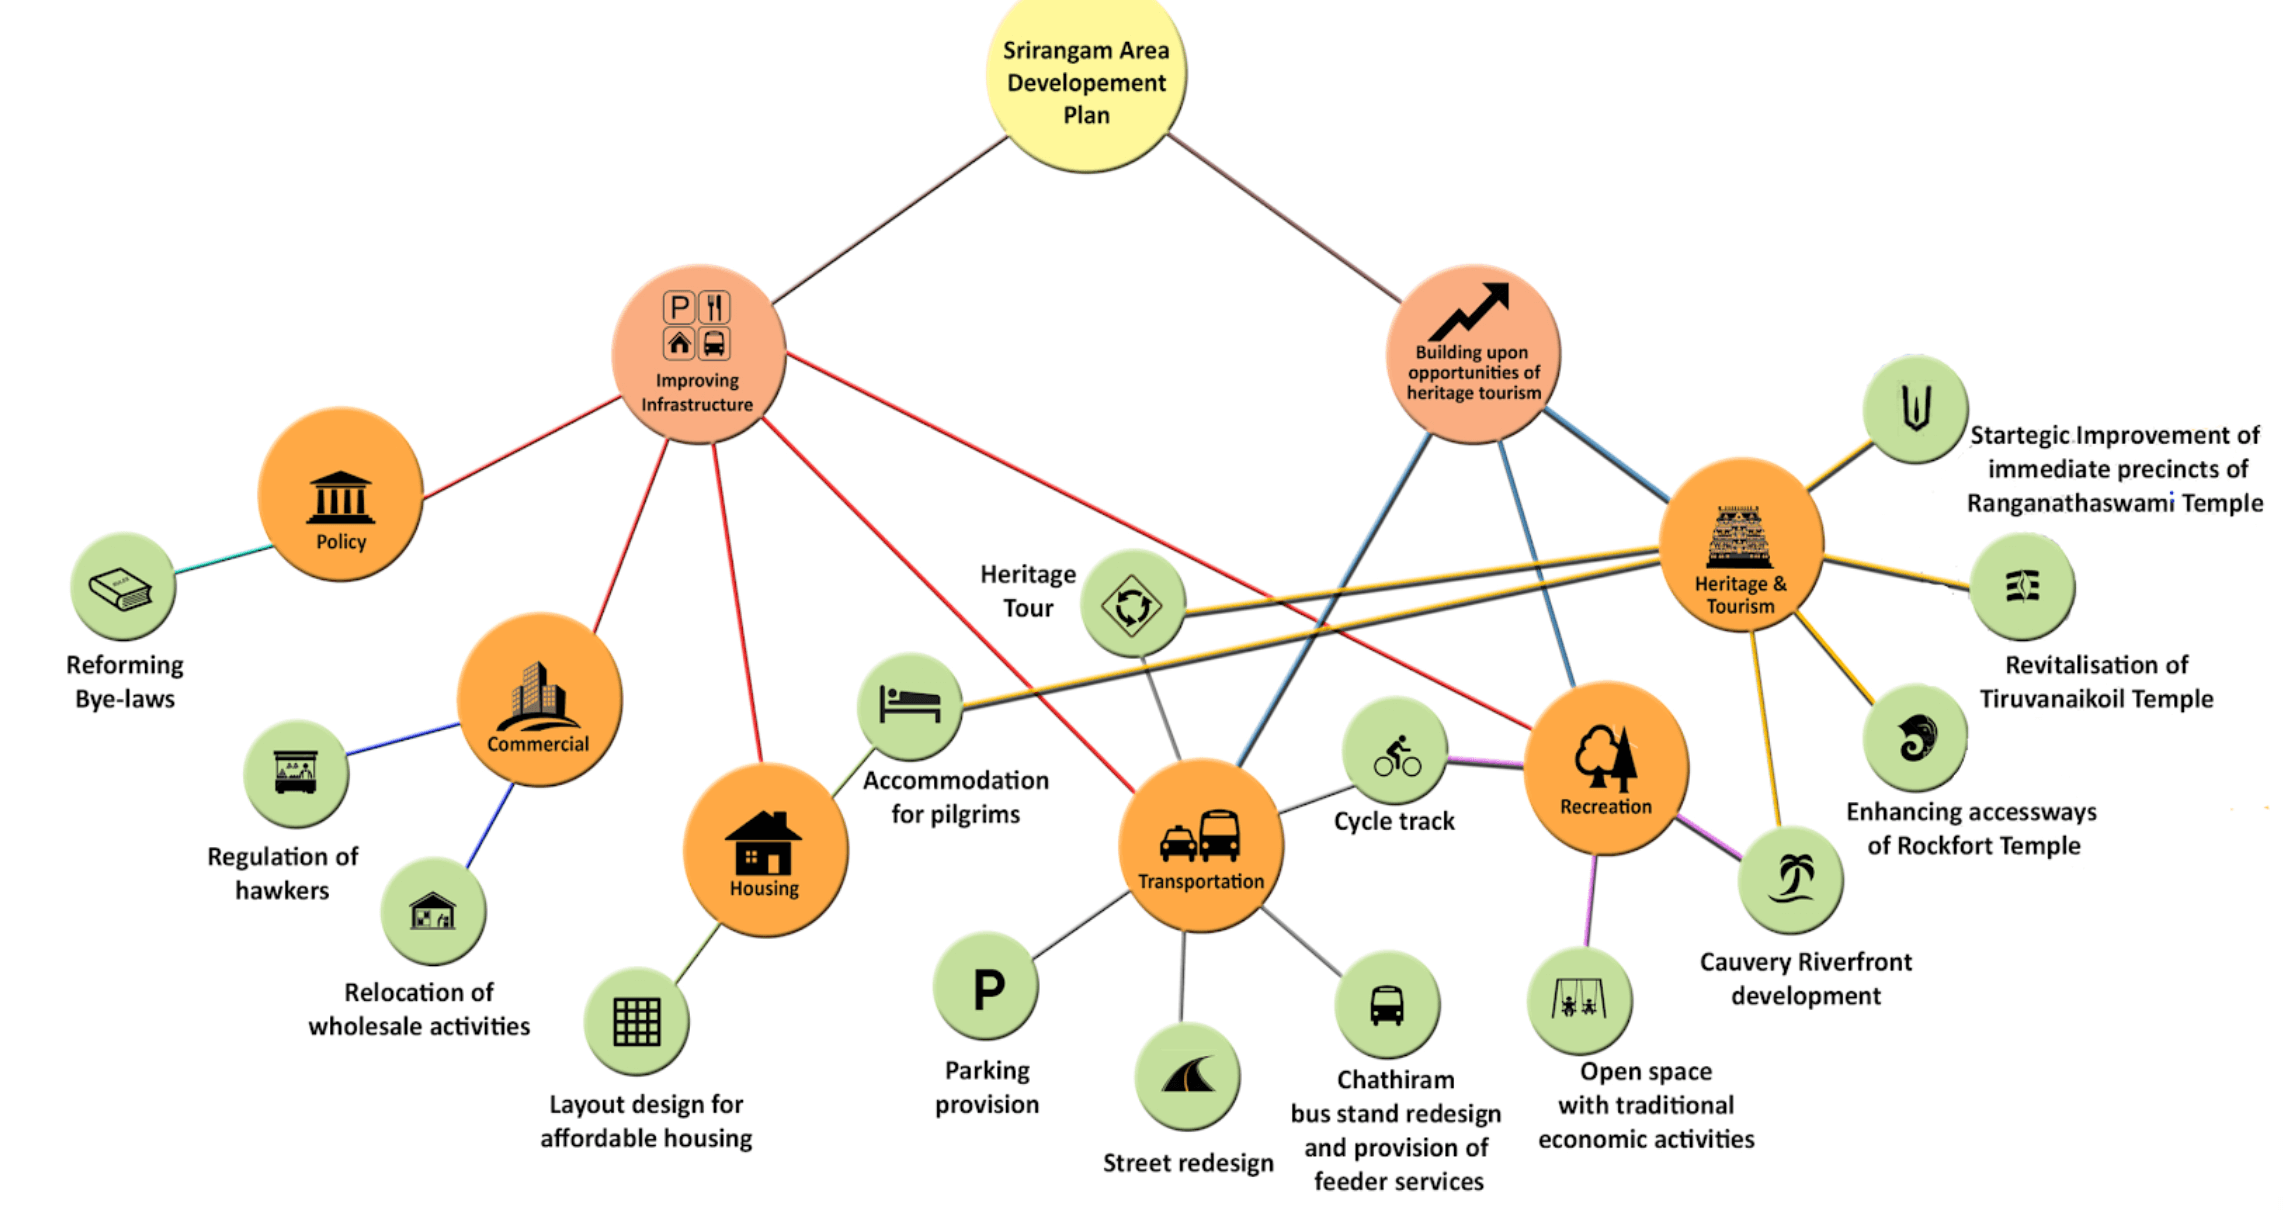 Srirangam Area
Developement
Plan
P
Improving
Infrastructure
Building upon
opportunities of
heritage tourism
Startegic Improvement of
immediate precincts of
Ranganathaswami Temple
Policy
Heritage &
Tourism
Heritage
Tour
RULES
Reforming
Bye-laws
Revitalisation of
Tiruvanaikoil Temple
Commercial
Accommodation
for pilgrims
Cycle track
Recreation
Enhancing accessways
of Rockfort Temple
Regulation of
hawkers
Housing
Transportation
Cauvery Riverfront
development
Relocation of
wholesale activities
P
Layout design for
affordable housing
Parking
provision
Street redesign
Chathiram
bus stand redesign
and provision of
feeder services
Open space
with traditional
economic activities